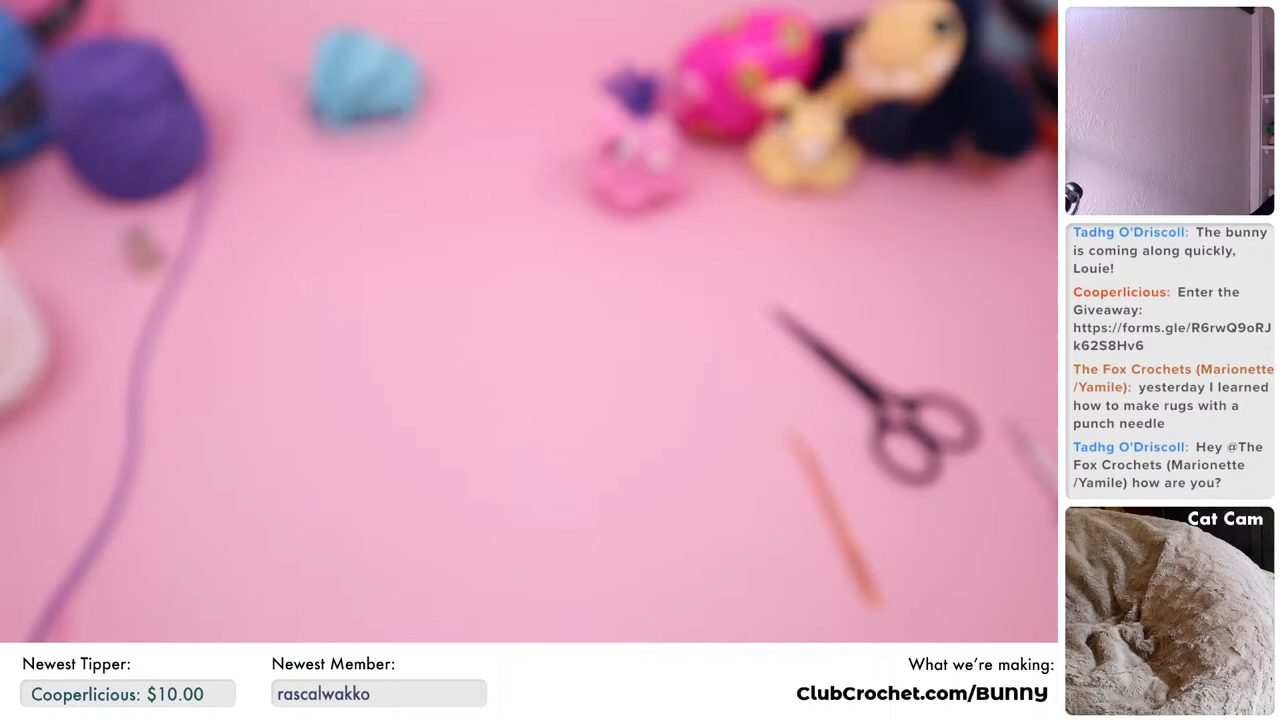 Tadhg O'Driscoll: The bunny
is coming along quickly,
Louie!
Cooperlicious: Enter the
Giveaway:
https://forms.gle/R6rwQ9oRJ
k62S8Hv6
The Fox Crochets (Marionette
/Yamile): yesterday I learned
how to make rugs with a
punch needle
Tadhg O'Driscoll: Hey @The
Fox Crochets (Marionette
/Yamile) how are you?
Cat Cam
Newest Tipper:
Cooperlicious: $10.00
Newest Member:
rascalwakko
What we're making:
ClubCrochet.com/BUNNY